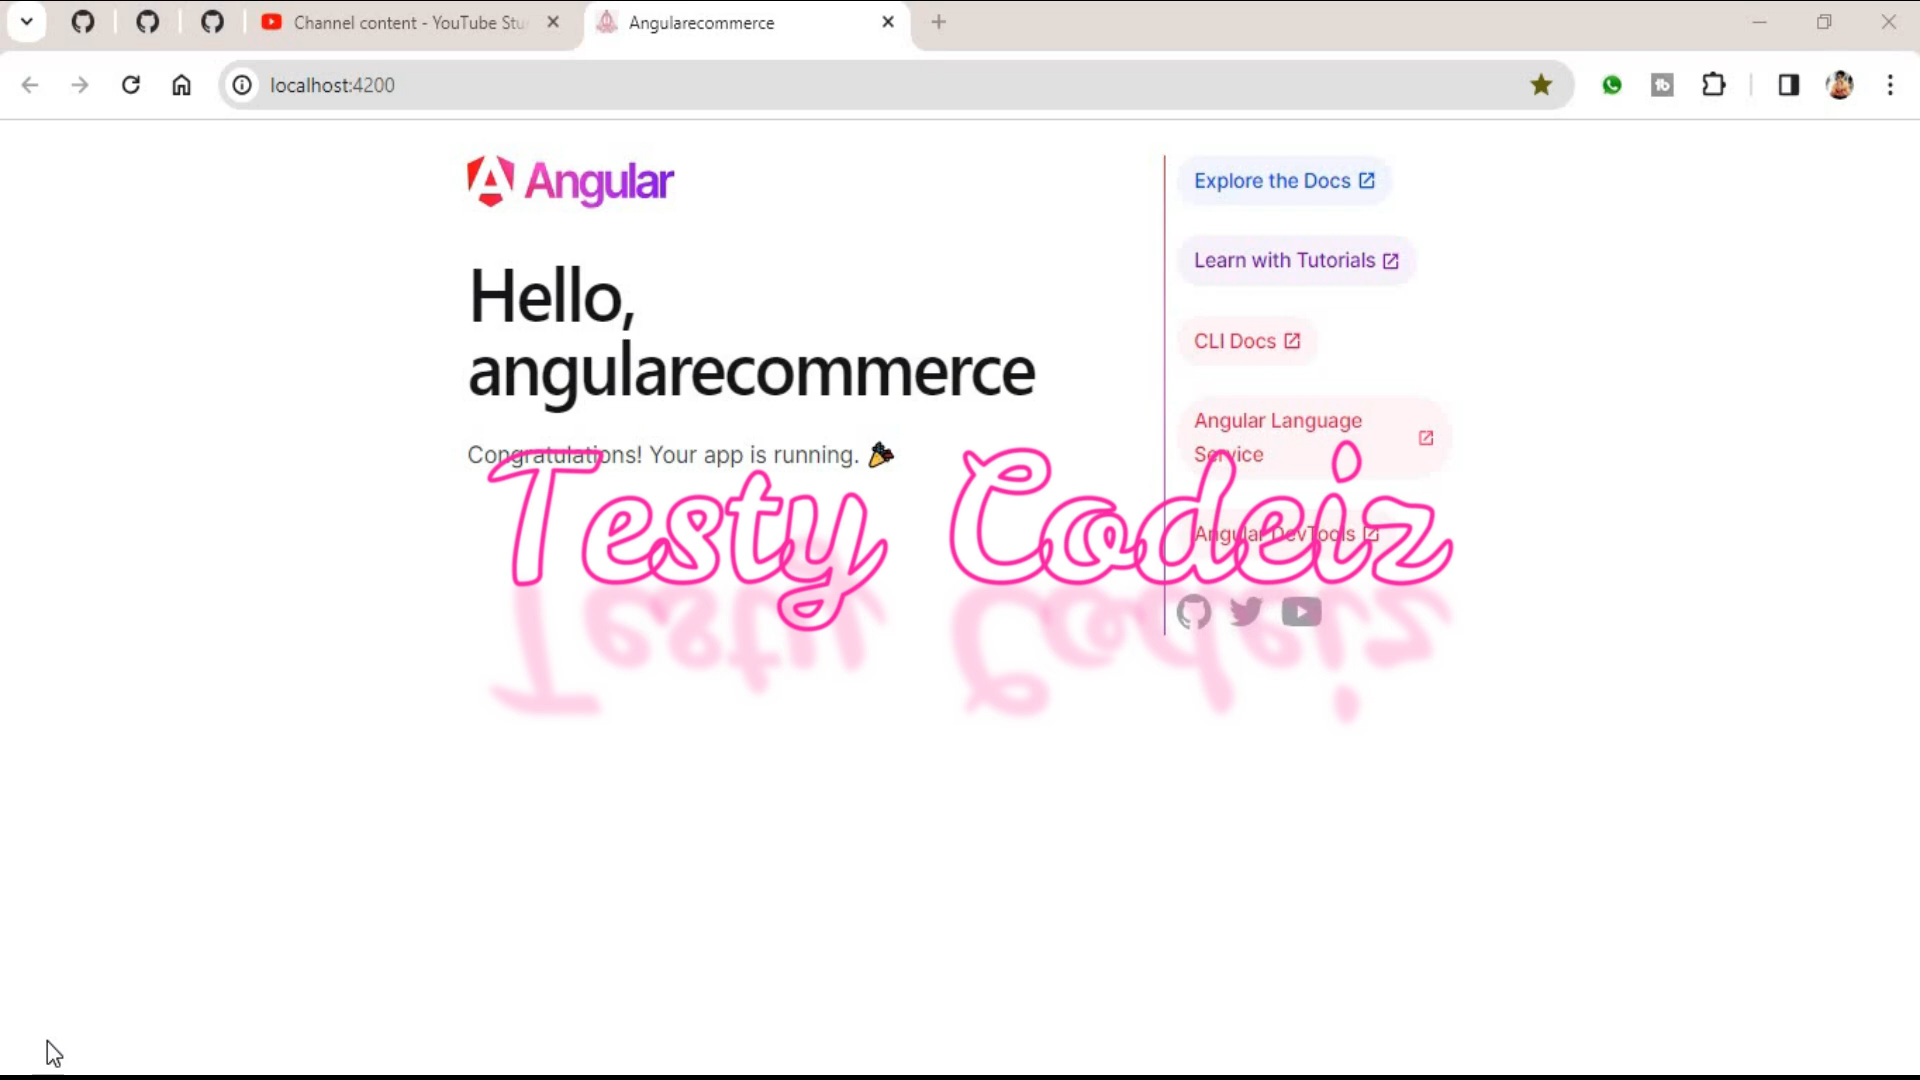 Channel content - YouTube Stu
Angularecommerce
localhost:4200
Angular
Hello,
angularecommerce
Congratulations! Your app is running.
Explore the Docs
Learn with Tutorials
CLI Docs
Angular Language
Service
Angular DevTools
Testy Codeiz